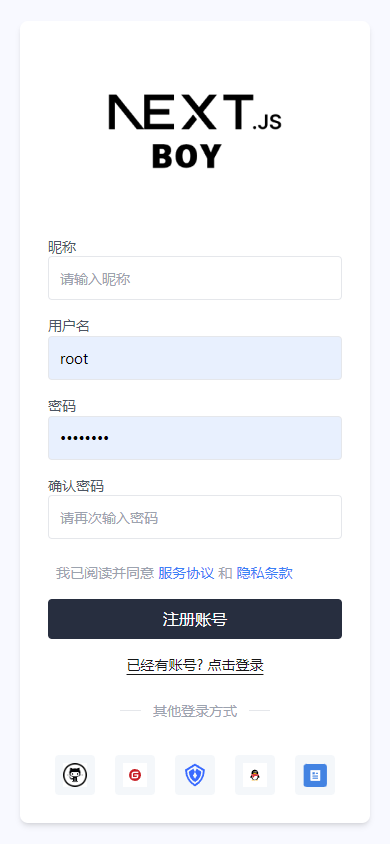 NEXT.JS
BOY
昵称
请输入昵称
用户名
root
密码
••••••••
确认密码
请再次输入密码
我已阅读并同意 服务协议 和 隐私条款
注册账号
已经有账号? 点击登录
其他登录方式